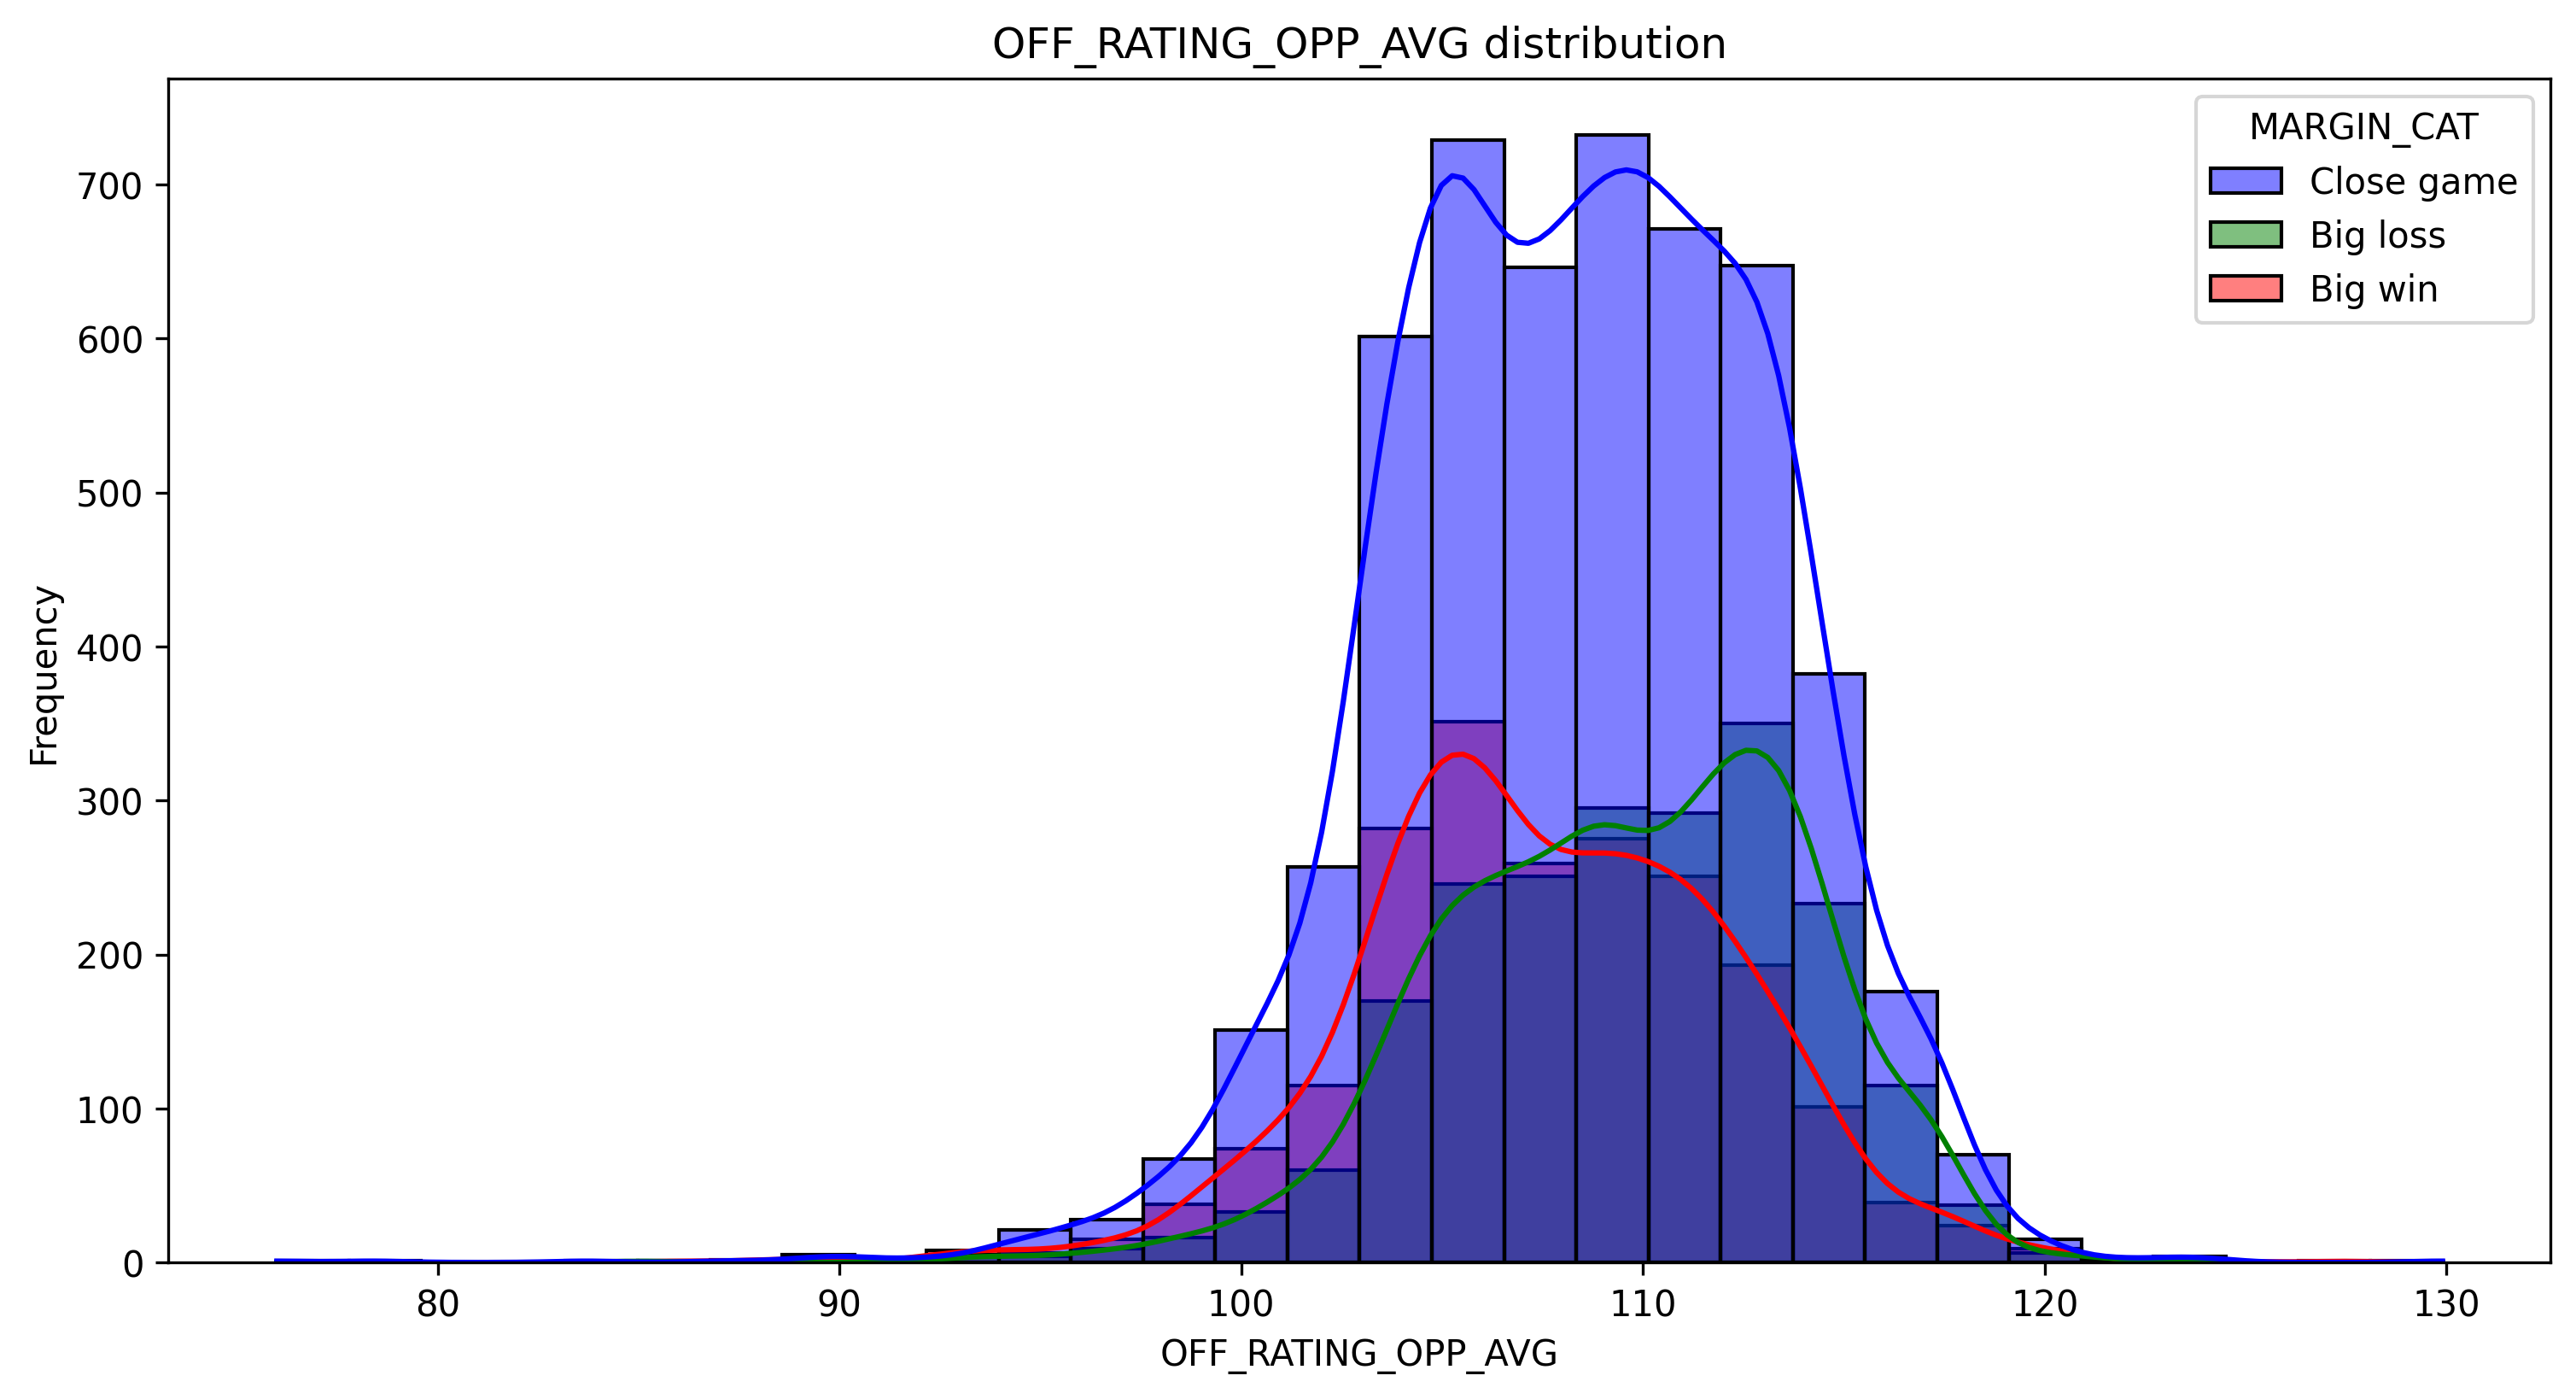 OFF_RATING_OPP_AVG distribution
MARGIN_CAT
Close game
Big loss
Big win
Frequency
700
600
500
400
300
200
100
0
80 90 100 110 120 130
OFF_RATING_OPP_AVG